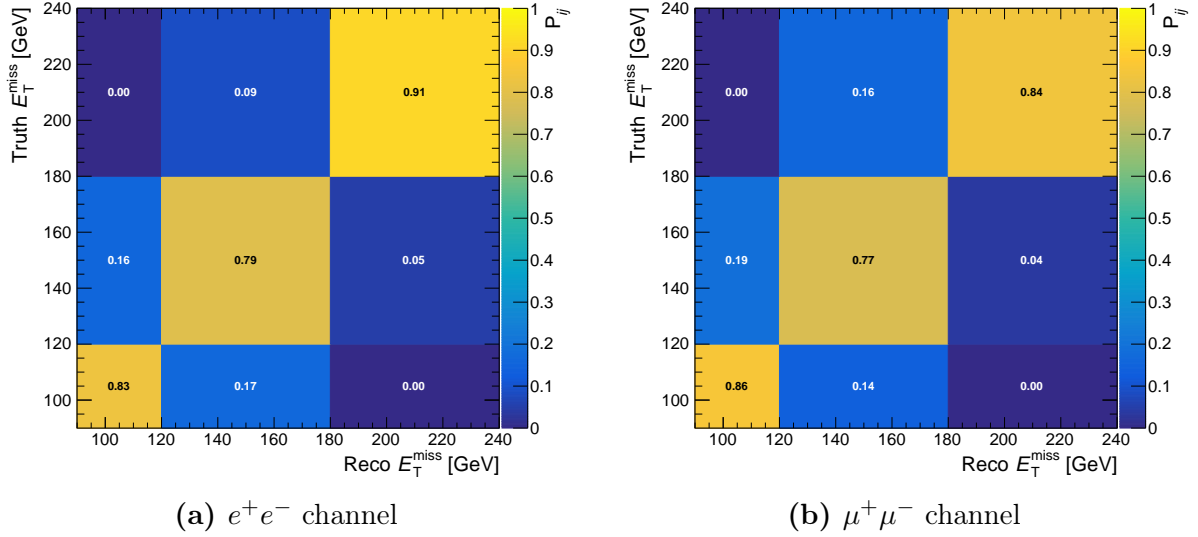 240
220
200
180
160
140
120
100
Truth E_T^miss [GeV]
0.00 0.09 0.91
0.16 0.79 0.05
0.83 0.17 0.00
100 120 140 160 180 200 220 240
Reco E_T^miss [GeV]
1
0.9
0.8
0.7
0.6
0.5
0.4
0.3
0.2
0.1
0
P_ij
(a) e⁺e⁻ channel
240
220
200
180
160
140
120
100
Truth E_T^miss [GeV]
0.00 0.16 0.84
0.19 0.77 0.04
0.86 0.14 0.00
100 120 140 160 180 200 220 240
Reco E_T^miss [GeV]
1
0.9
0.8
0.7
0.6
0.5
0.4
0.3
0.2
0.1
0
P_ij
(b) μ⁺μ⁻ channel